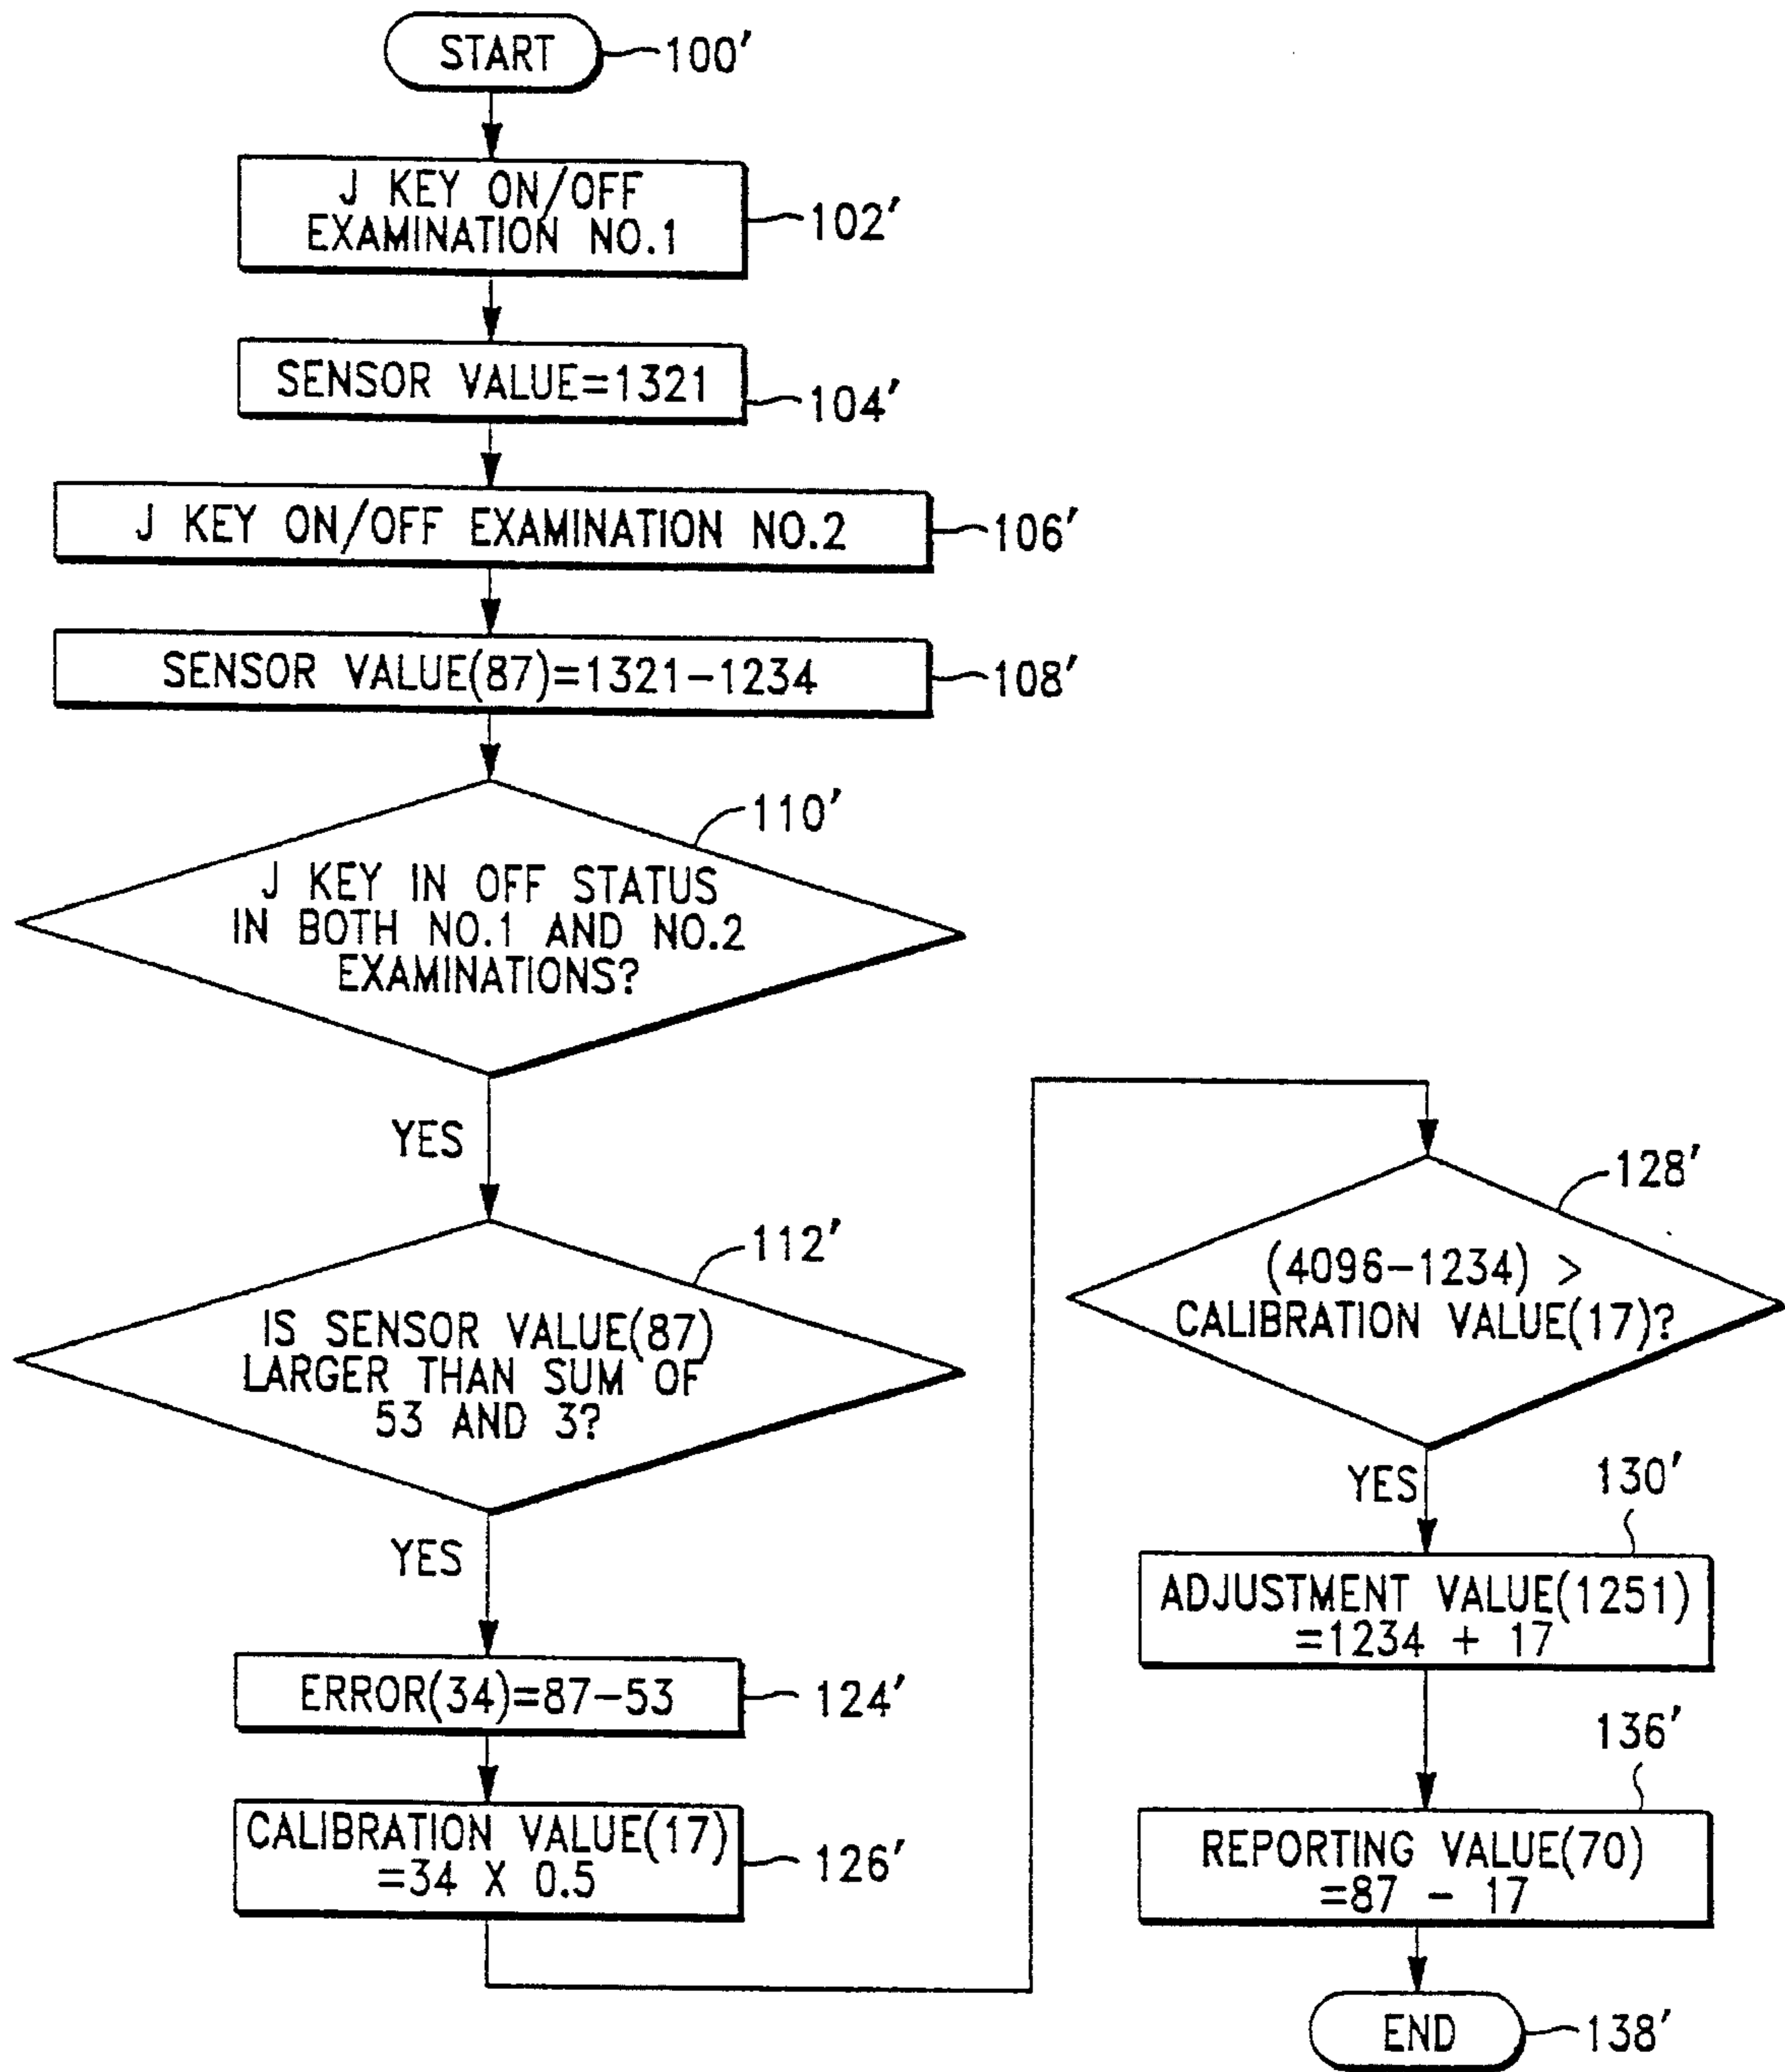 START
100'
J KEY ON/OFF
EXAMINATION NO.1
102'
SENSOR VALUE=1321
104'
J KEY ON/OFF EXAMINATION NO.2
106'
SENSOR VALUE(87)=1321-1234
108'
110'
J KEY IN OFF STATUS
IN BOTH NO.1 AND NO.2
EXAMINATIONS?
YES
112'
IS SENSOR VALUE(87)
LARGER THAN SUM OF
53 AND 3?
YES
ERROR(34)=87-53
124'
CALIBRATION VALUE(17)
=34 X 0.5
126'
128'
(4096-1234) >
CALIBRATION VALUE(17)?
YES
130'
ADJUSTMENT VALUE(1251)
=1234 + 17
136'
REPORTING VALUE(70)
=87 - 17
END
138'